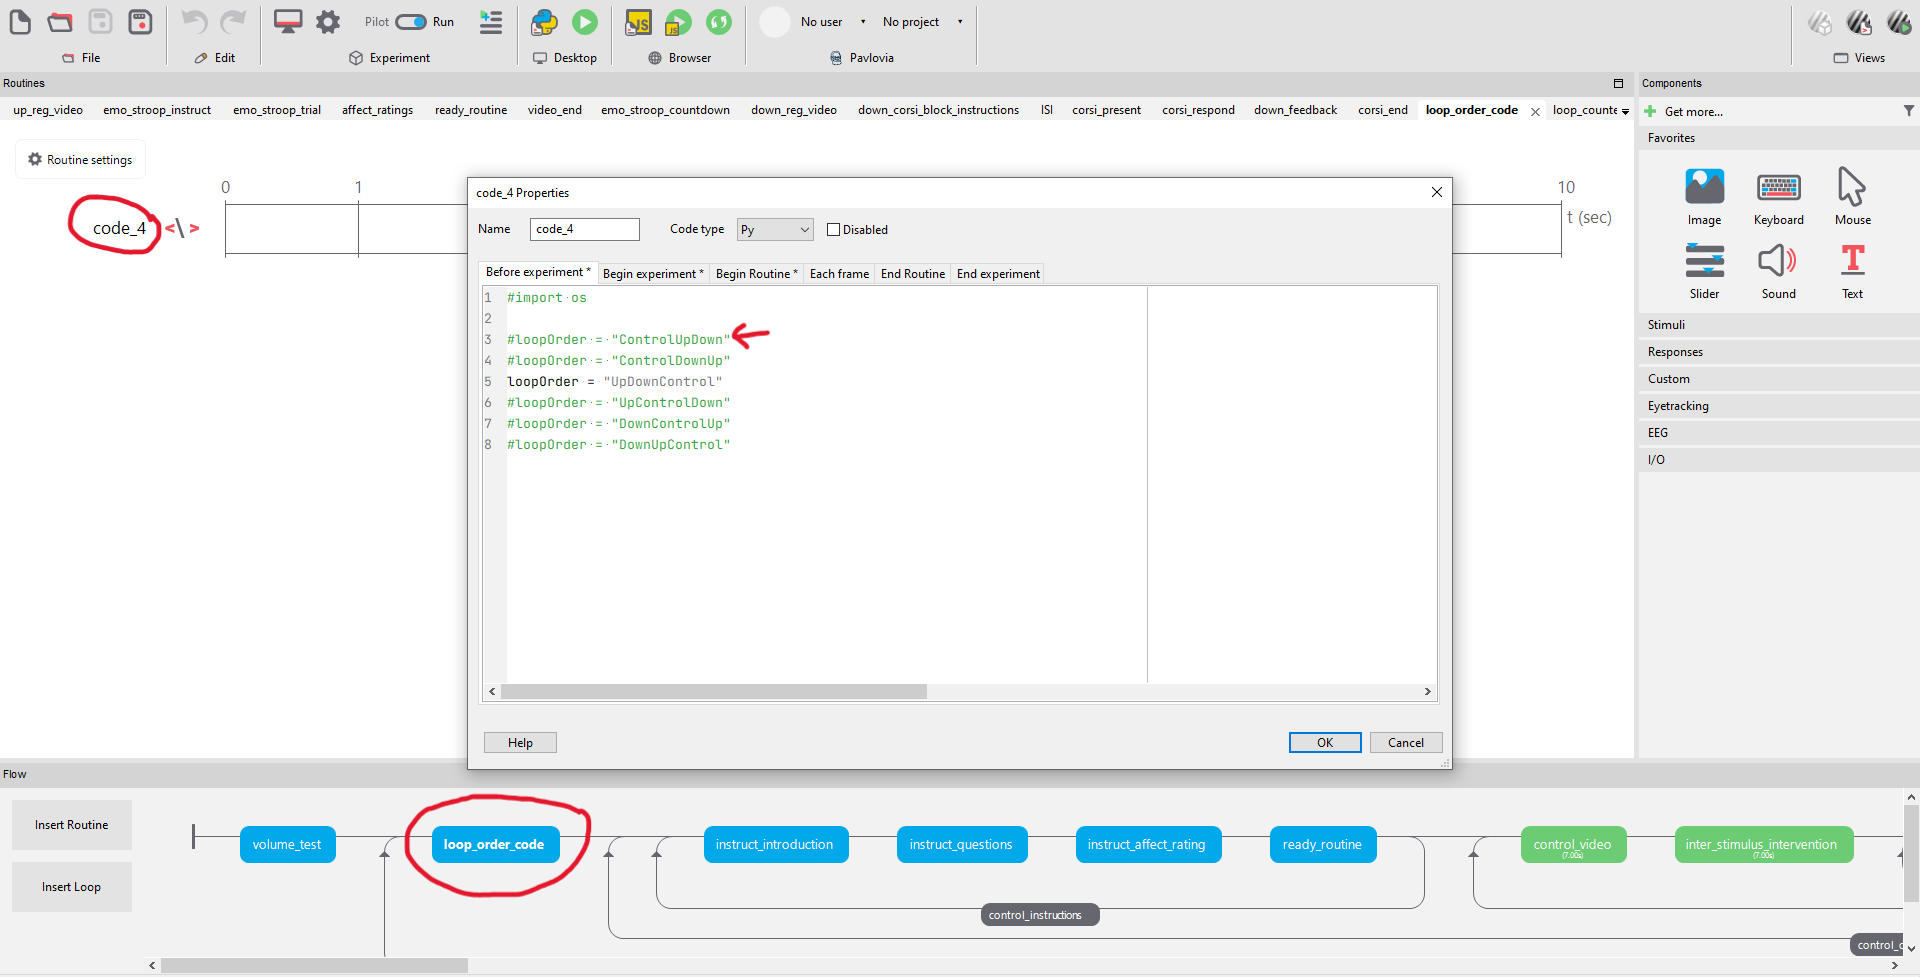 Pilot Run
No user
No project
File
Edit
Experiment
Desktop
Browser
Pavlovia
Views
Routines
up_reg_video emo_stroop_instruct emo_stroop_trial affect_ratings ready_routine video_end emo_stroop_countdown down_reg_video down_corsi_block_instructions ISI corsi_present corsi_respond down_feedback corsi_end loop_order_code loop_counte
Routine settings
0 1 10
code_4
t (sec)
code_4 Properties
Name code_4 Code type Py Disabled
Before experiment * Begin experiment * Begin Routine * Each frame End Routine End experiment
1 #import os
2
3 #loopOrder = "ControlUpDown"
4 #loopOrder = "ControlDownUp"
5 loopOrder = "UpDownControl"
6 #loopOrder = "UpControlDown"
7 #loopOrder = "DownControlUp"
8 #loopOrder = "DownUpControl"
Help OK Cancel
Components
Get more...
Favorites
Image Keyboard Mouse
Slider Sound Text
Stimuli
Responses
Custom
Eyetracking
EEG
I/O
Flow
Insert Routine
Insert Loop
volume_test
loop_order_code
instruct_introduction
instruct_questions
instruct_affect_rating
ready_routine
control_video
(7.00s)
inter_stimulus_intervention
(7.00s)
control_instructions
control_c